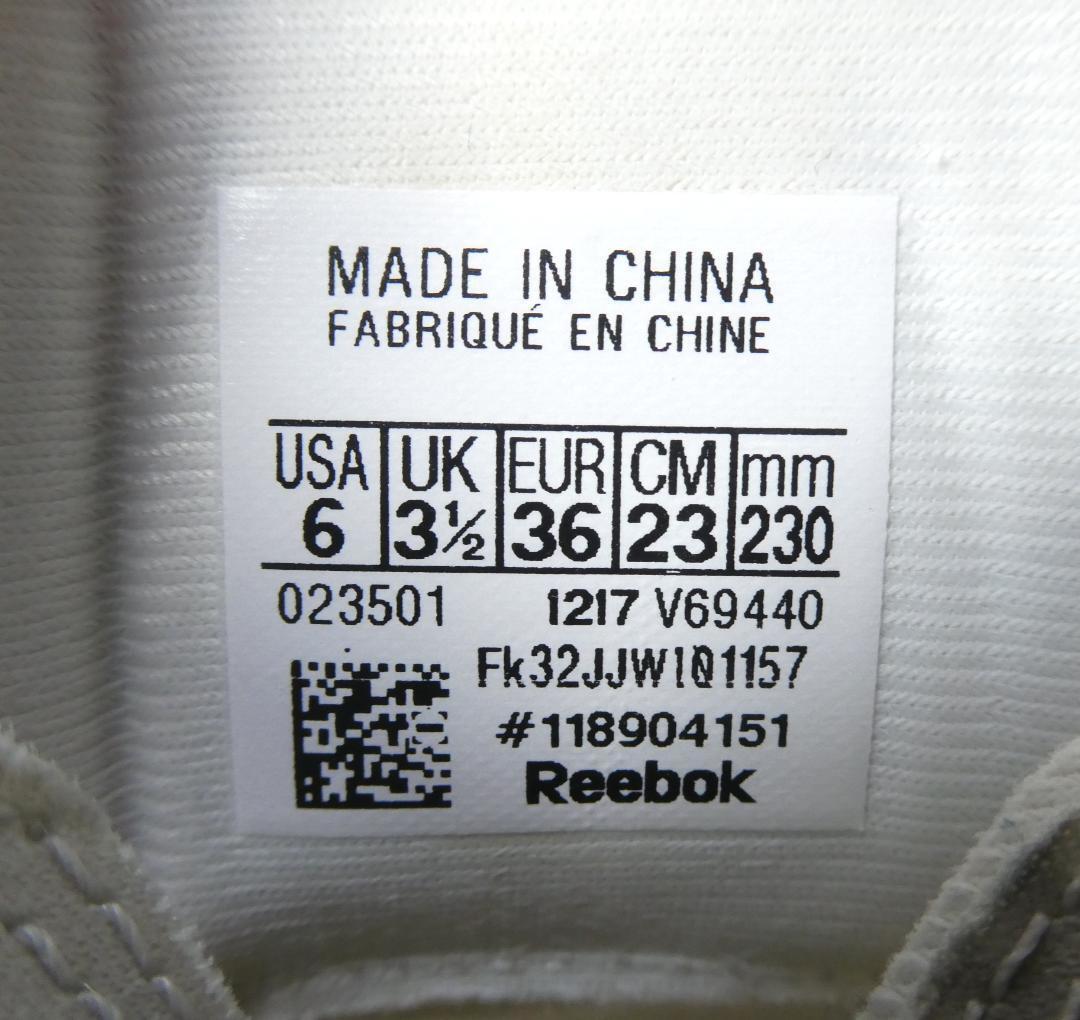 MADE IN CHINA
FABRIQUÉ EN CHINE
USA UK EUR CM mm
6 3½ 36 23 230
023501 1217 V69440
Fk32JJW101157
#118904151
Reebok